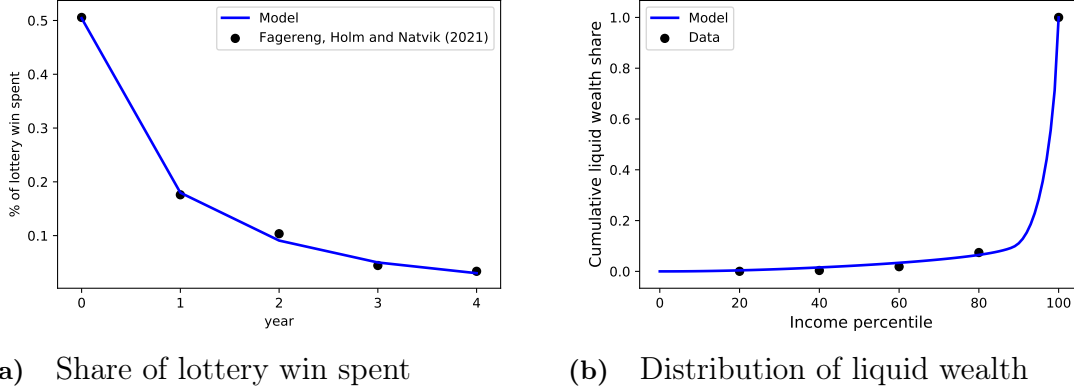 Model
Fagereng, Holm and Natvik (2021)
% of lottery win spent
0.5
0.4
0.3
0.2
0.1
0
1
2
3
4
year
a) Share of lottery win spent
Model
Data
Cumulative liquid wealth share
1.0
0.8
0.6
0.4
0.2
0.0
0
20
40
60
80
100
Income percentile
(b) Distribution of liquid wealth